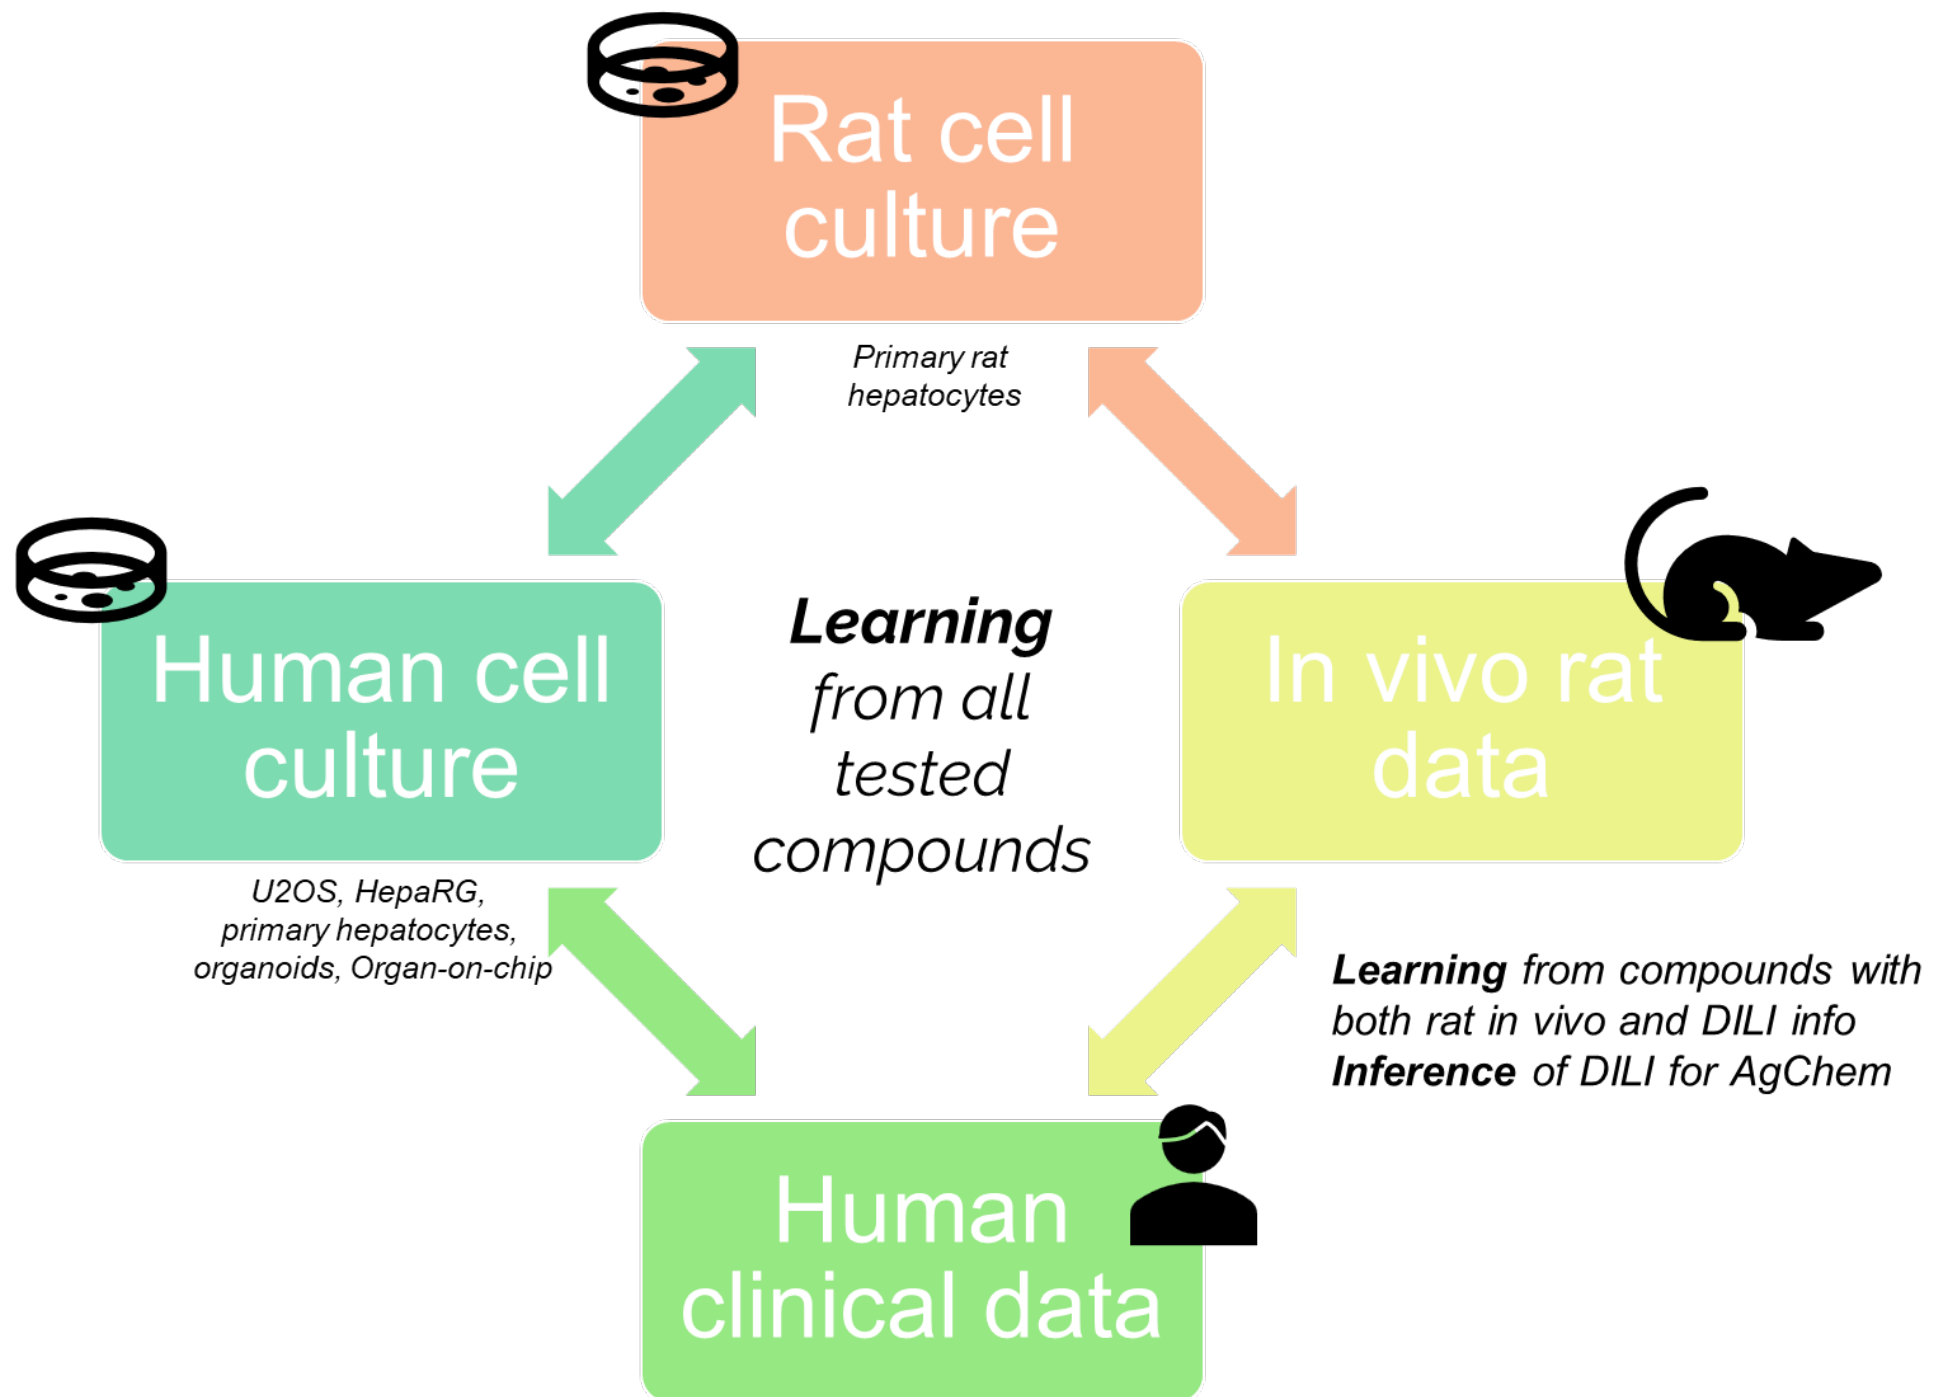 Rat cell
culture
Primary rat
hepatocytes
Human cell
culture
U2OS, HepaRG,
primary hepatocytes,
organoids, Organ-on-chip
Learning
from all
tested
compounds
In vivo rat
data
Learning from compounds with
both rat in vivo and DILI info
Inference of DILI for AgChem
Human
clinical data